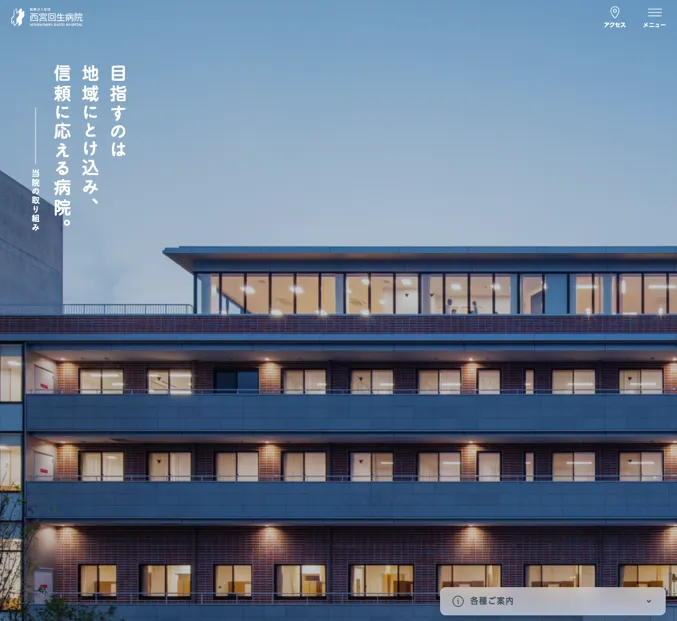 医療法人社団
西宮回生病院
NISHINOMIYA KAISEI HOSPITAL
アクセス
メニュー
目指すのは
地域にとけ込み、
信頼に応える病院。
当院の取り組み
各種ご案内